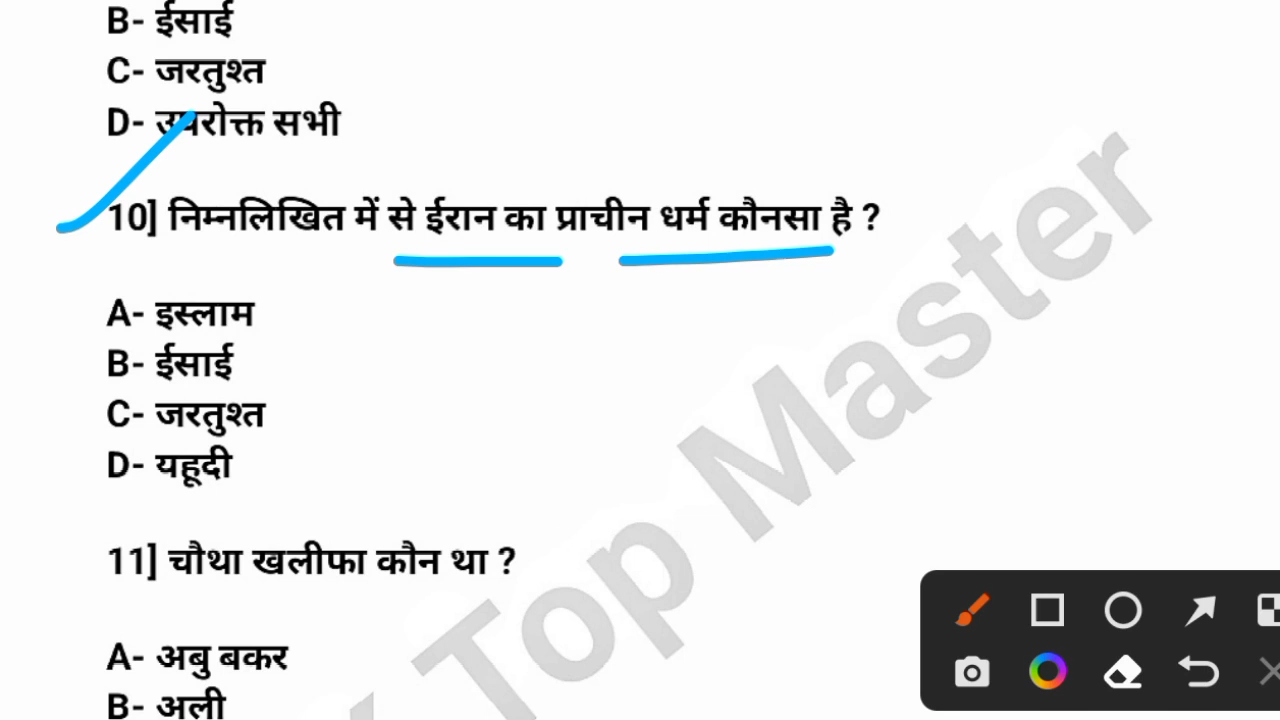 B- ईसाई
C- जरतुश्त
D- उपरोक्त सभी
10] निम्नलिखित में से ईरान का प्राचीन धर्म कौनसा है ?
A- इस्लाम
B- ईसाई
C- जरतुश्त
D- यहूदी
11] चौथा खलीफा कौन था ?
A- अबु बकर
B- अली
Top Master